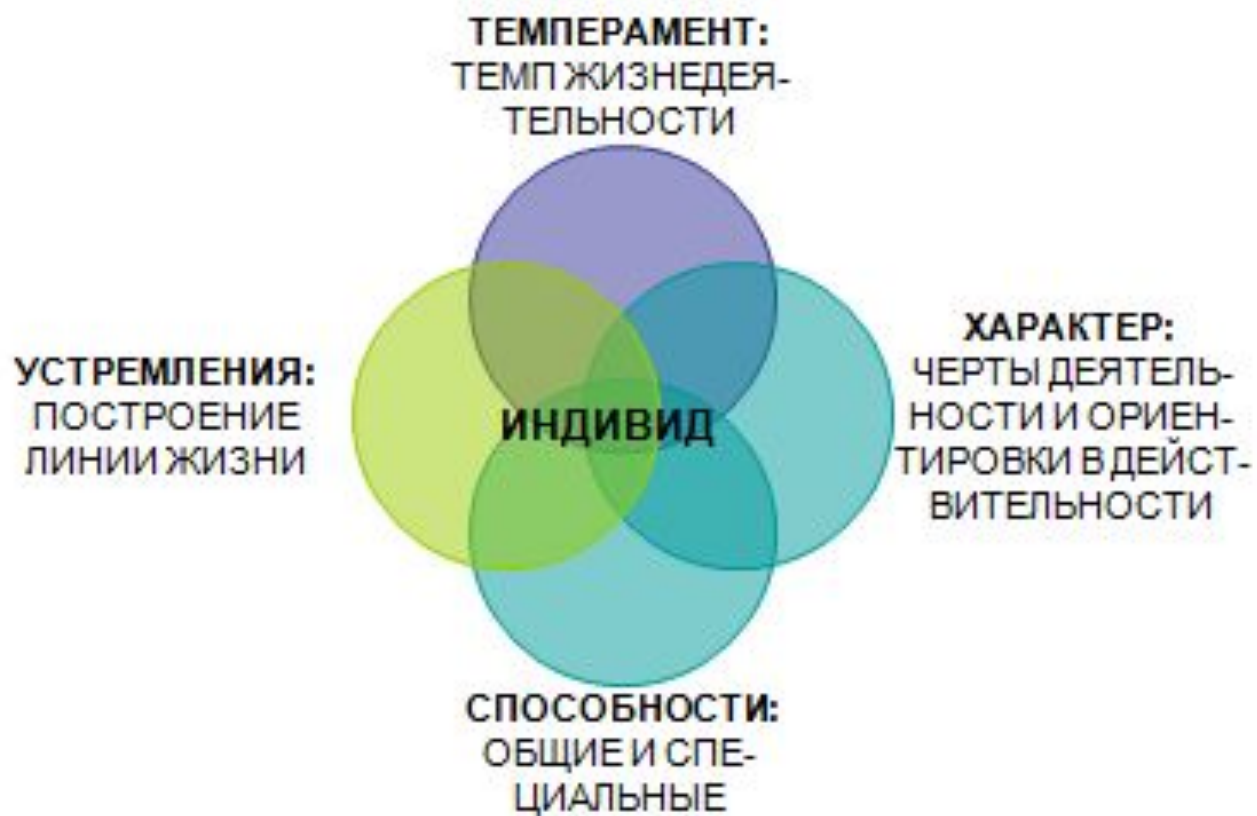 ТЕМПЕРАМЕНТ:
ТЕМП ЖИЗНЕДЕЯ-
ТЕЛЬНОСТИ
УСТРЕМЛЕНИЯ:
ПОСТРОЕНИЕ
ЛИНИИ ЖИЗНИ
ИНДИВИД
ХАРАКТЕР:
ЧЕРТЫ ДЕЯТЕЛЬ-
НОСТИ И ОРИЕН-
ТИРОВКИ В ДЕЙСТ-
ВИТЕЛЬНОСТИ
СПОСОБНОСТИ:
ОБЩИЕ И СПЕ-
ЦИАЛЬНЫЕ